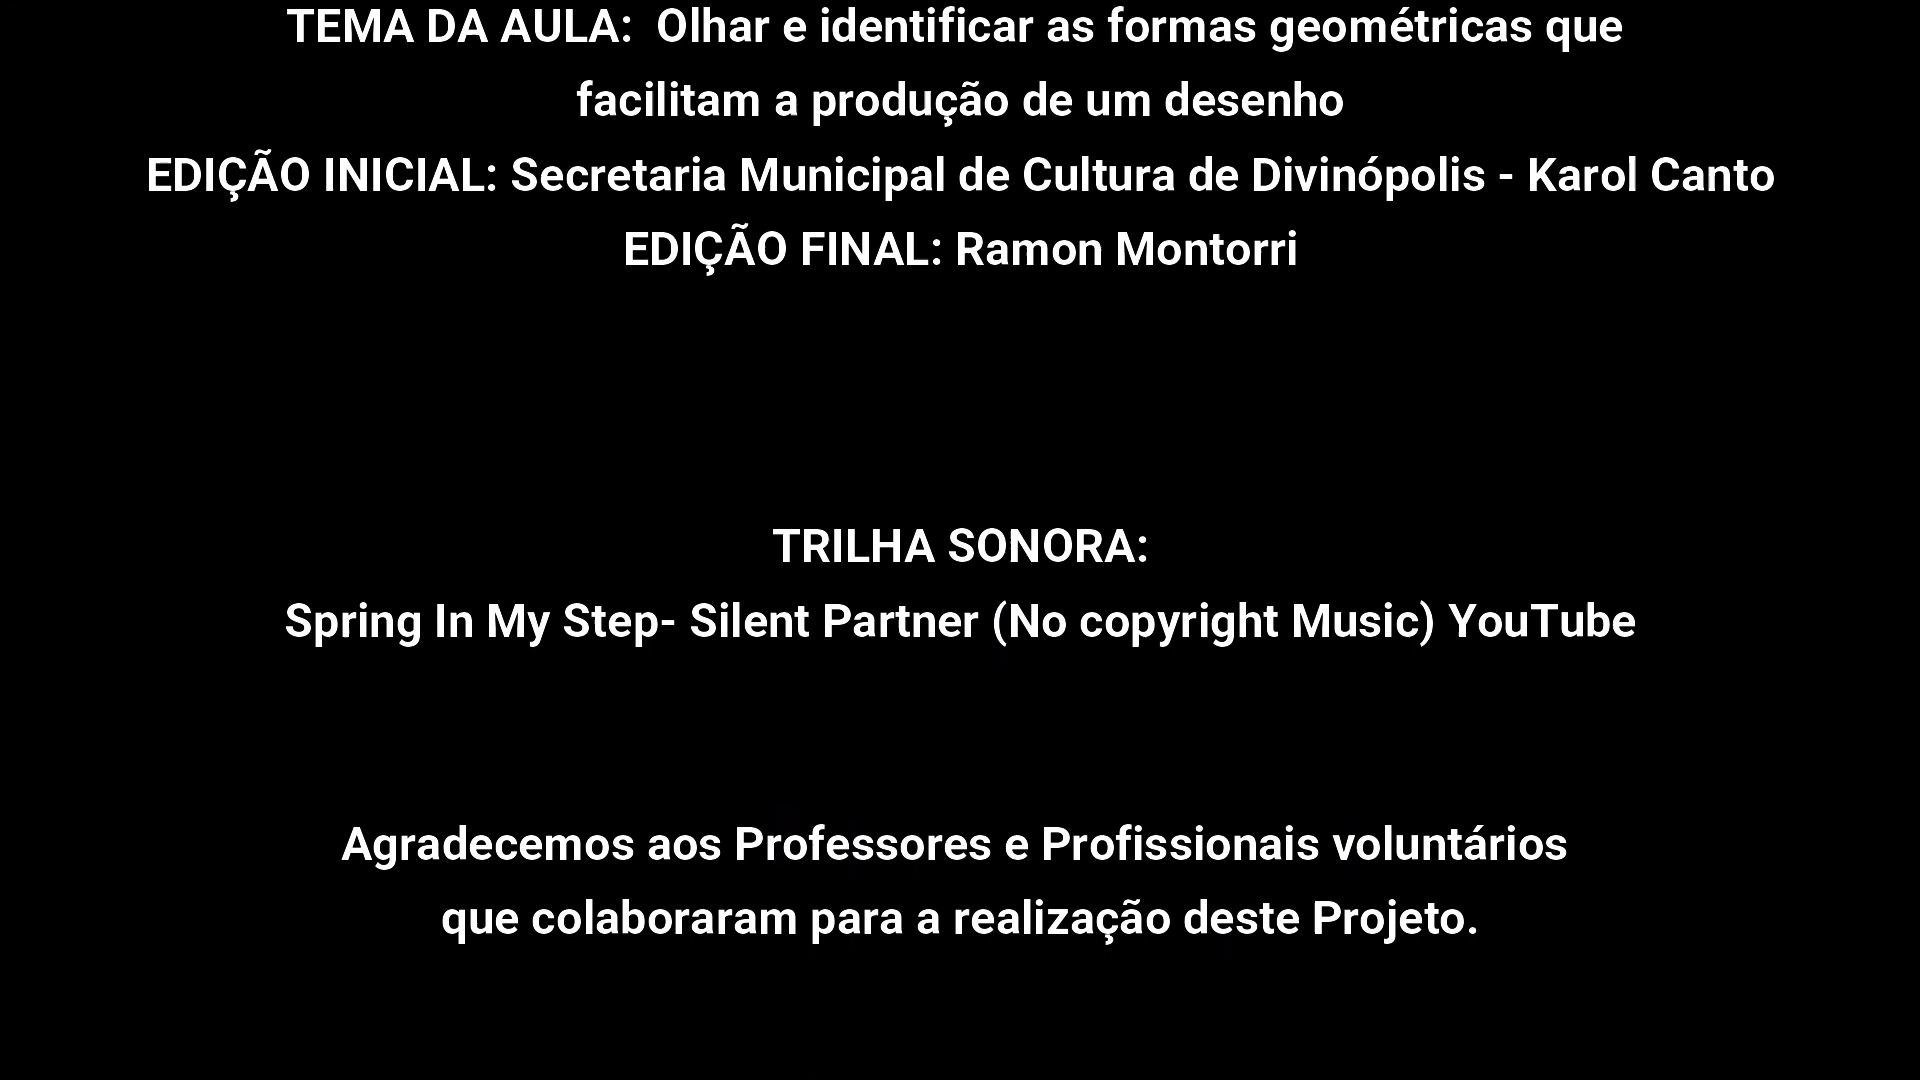 TEMA DA AULA:  Olhar e identificar as formas geométricas que
facilitam a produção de um desenho
EDIÇÃO INICIAL: Secretaria Municipal de Cultura de Divinópolis - Karol Canto
EDIÇÃO FINAL: Ramon Montorri
TRILHA SONORA:
Spring In My Step- Silent Partner (No copyright Music) YouTube
Agradecemos aos Professores e Profissionais voluntários
que colaboraram para a realização deste Projeto.